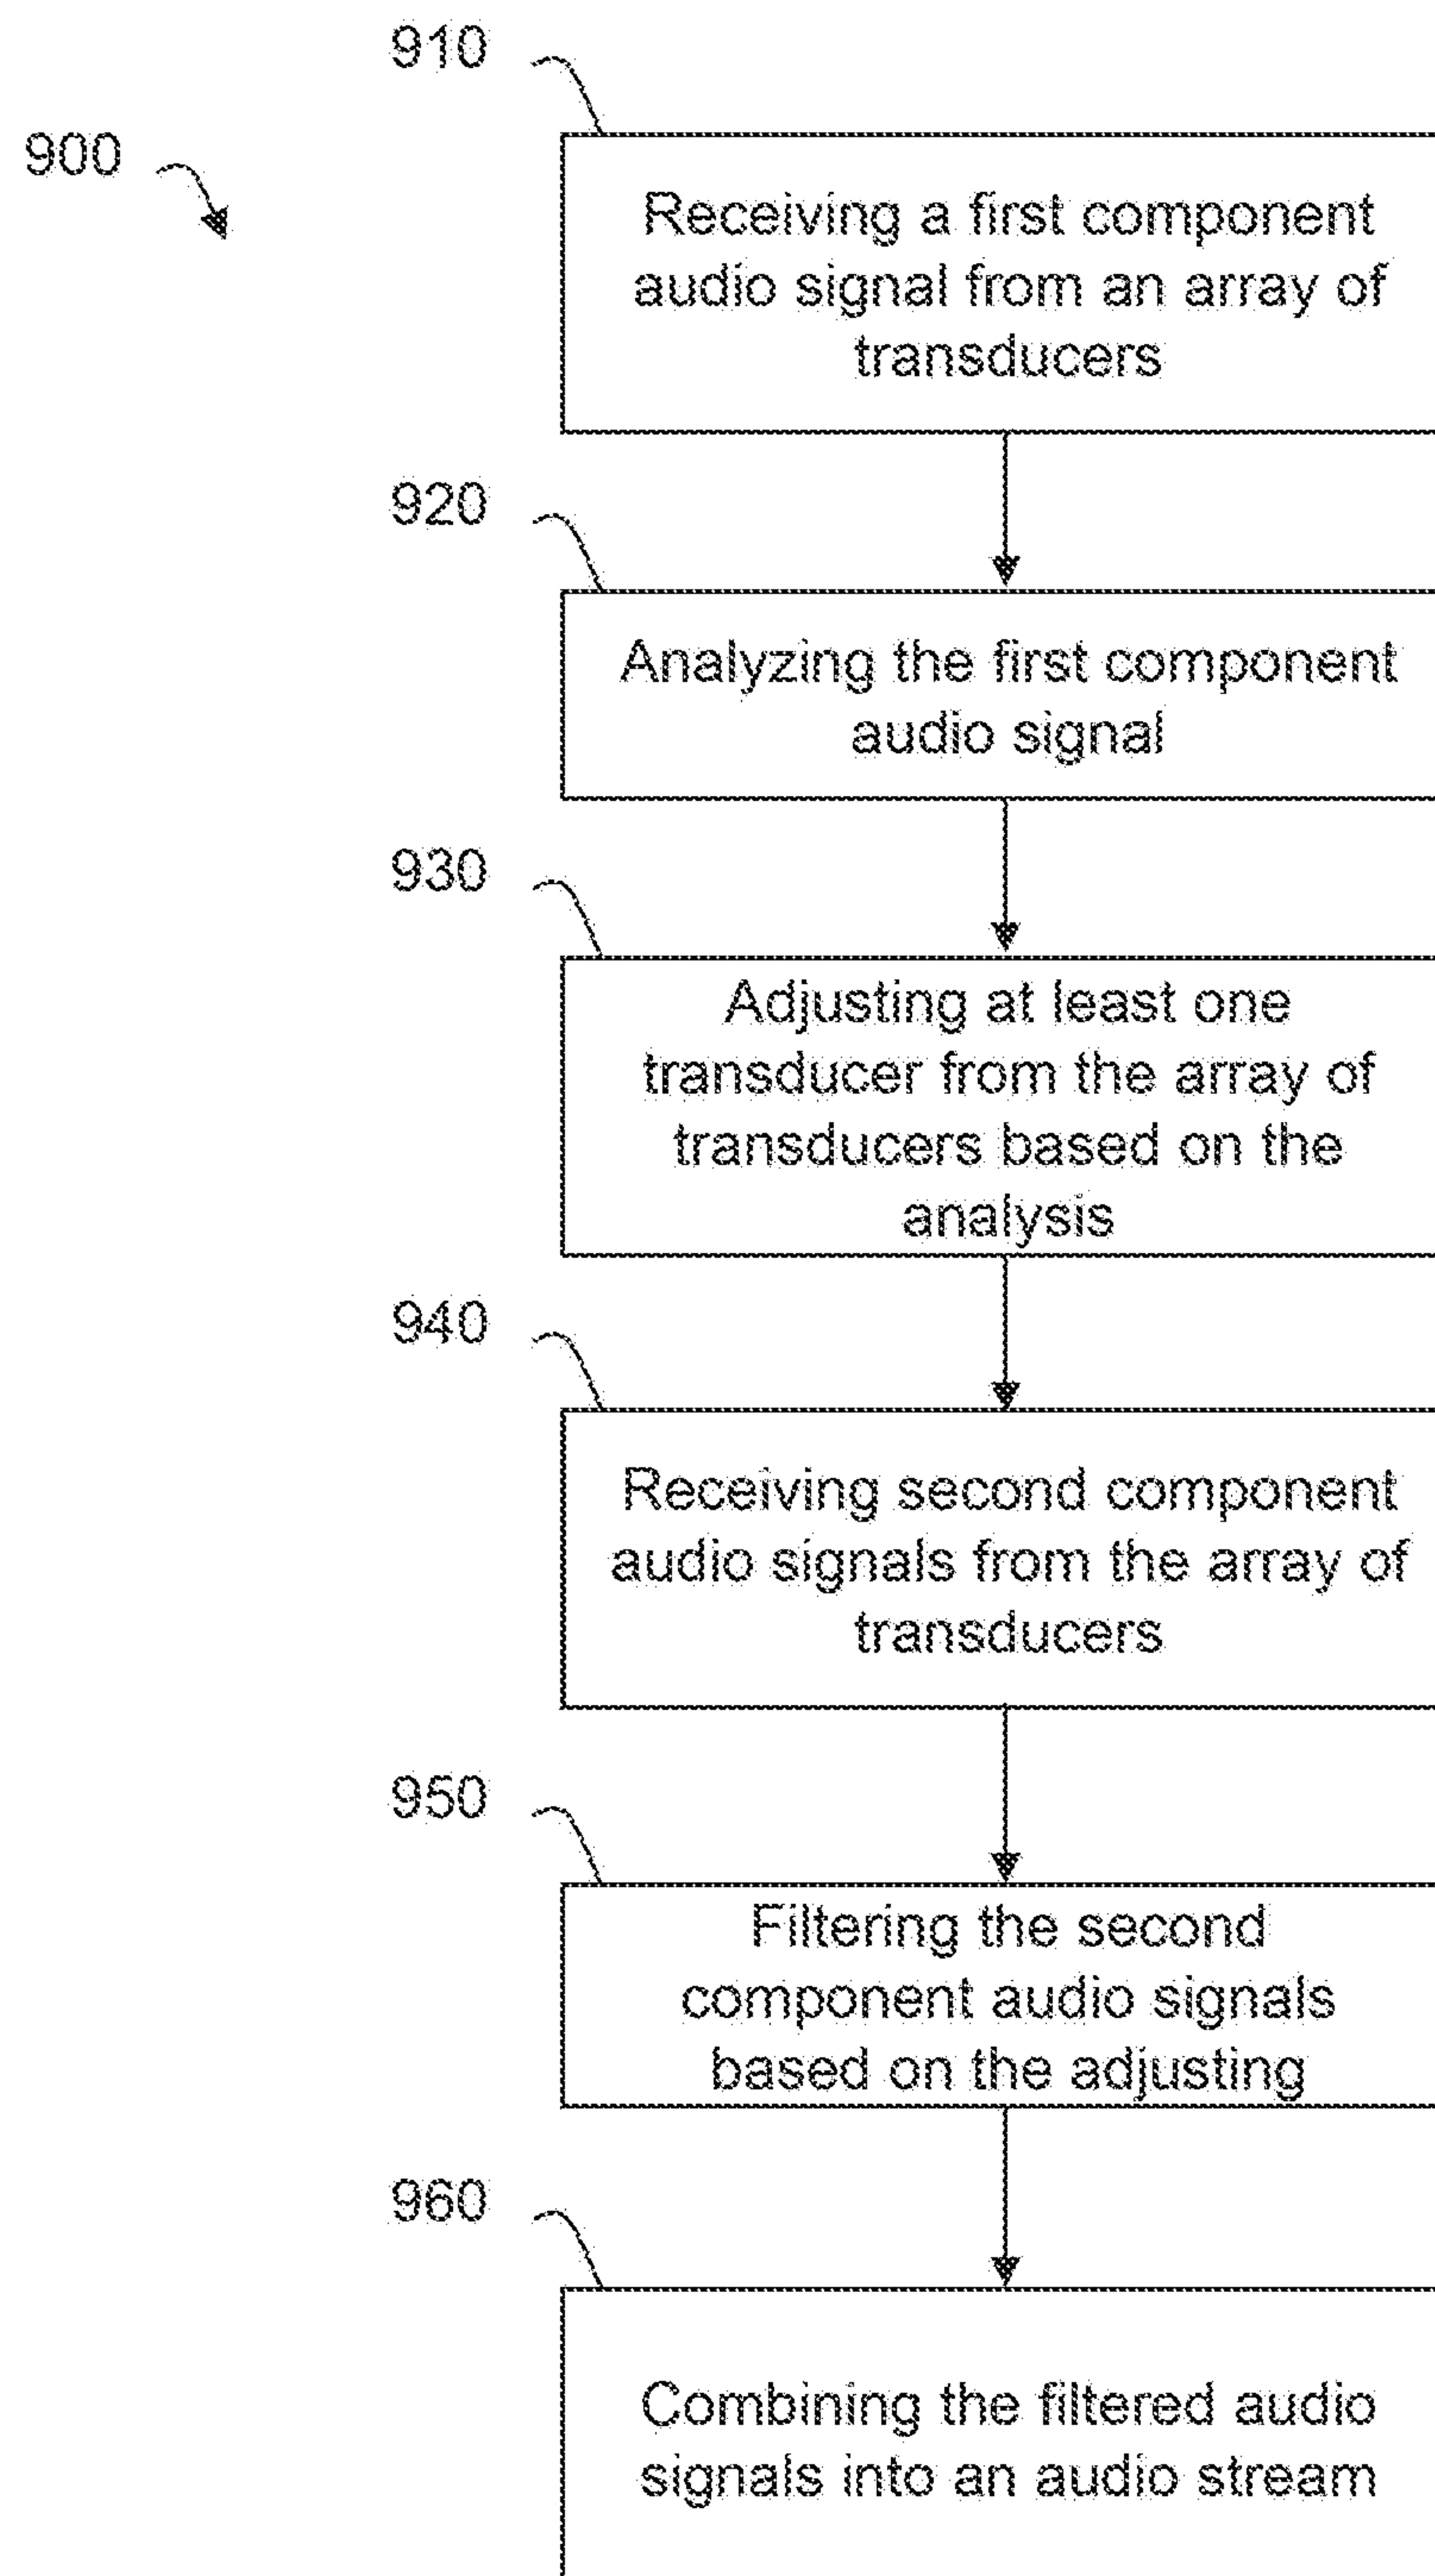 910
900
Receiving a first component
audio signal from an array of
transducers
920
Analyzing the first component
audio signal
930
Adjusting at least one
transducer from the array of
transducers based on the
analysis
940
Receiving second component
audio signals from the array of
transducers
950
Filtering the second
component audio signals
based on the adjusting
960
Combining the filtered audio
signals into an audio stream